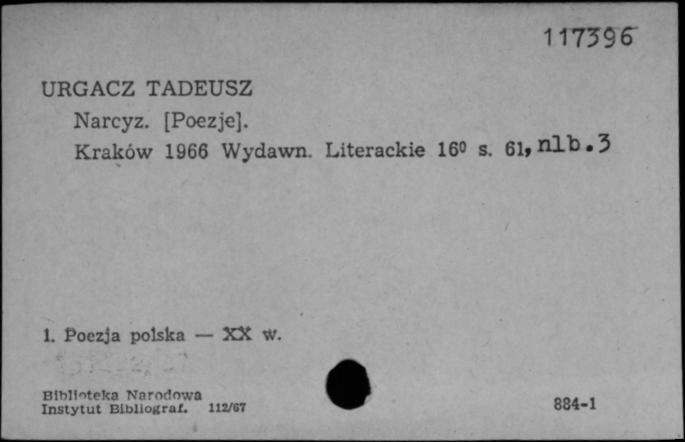 117396
URGACZ TADEUSZ
Narcyz. [Poezje].
Kraków 1966 Wydawn. Literackie 16⁰ s. 61, nlb. 3
1. Poezja polska — XX w.
Biblioteka Narodowa
Instytut Bibliograf. 112/67
884-1